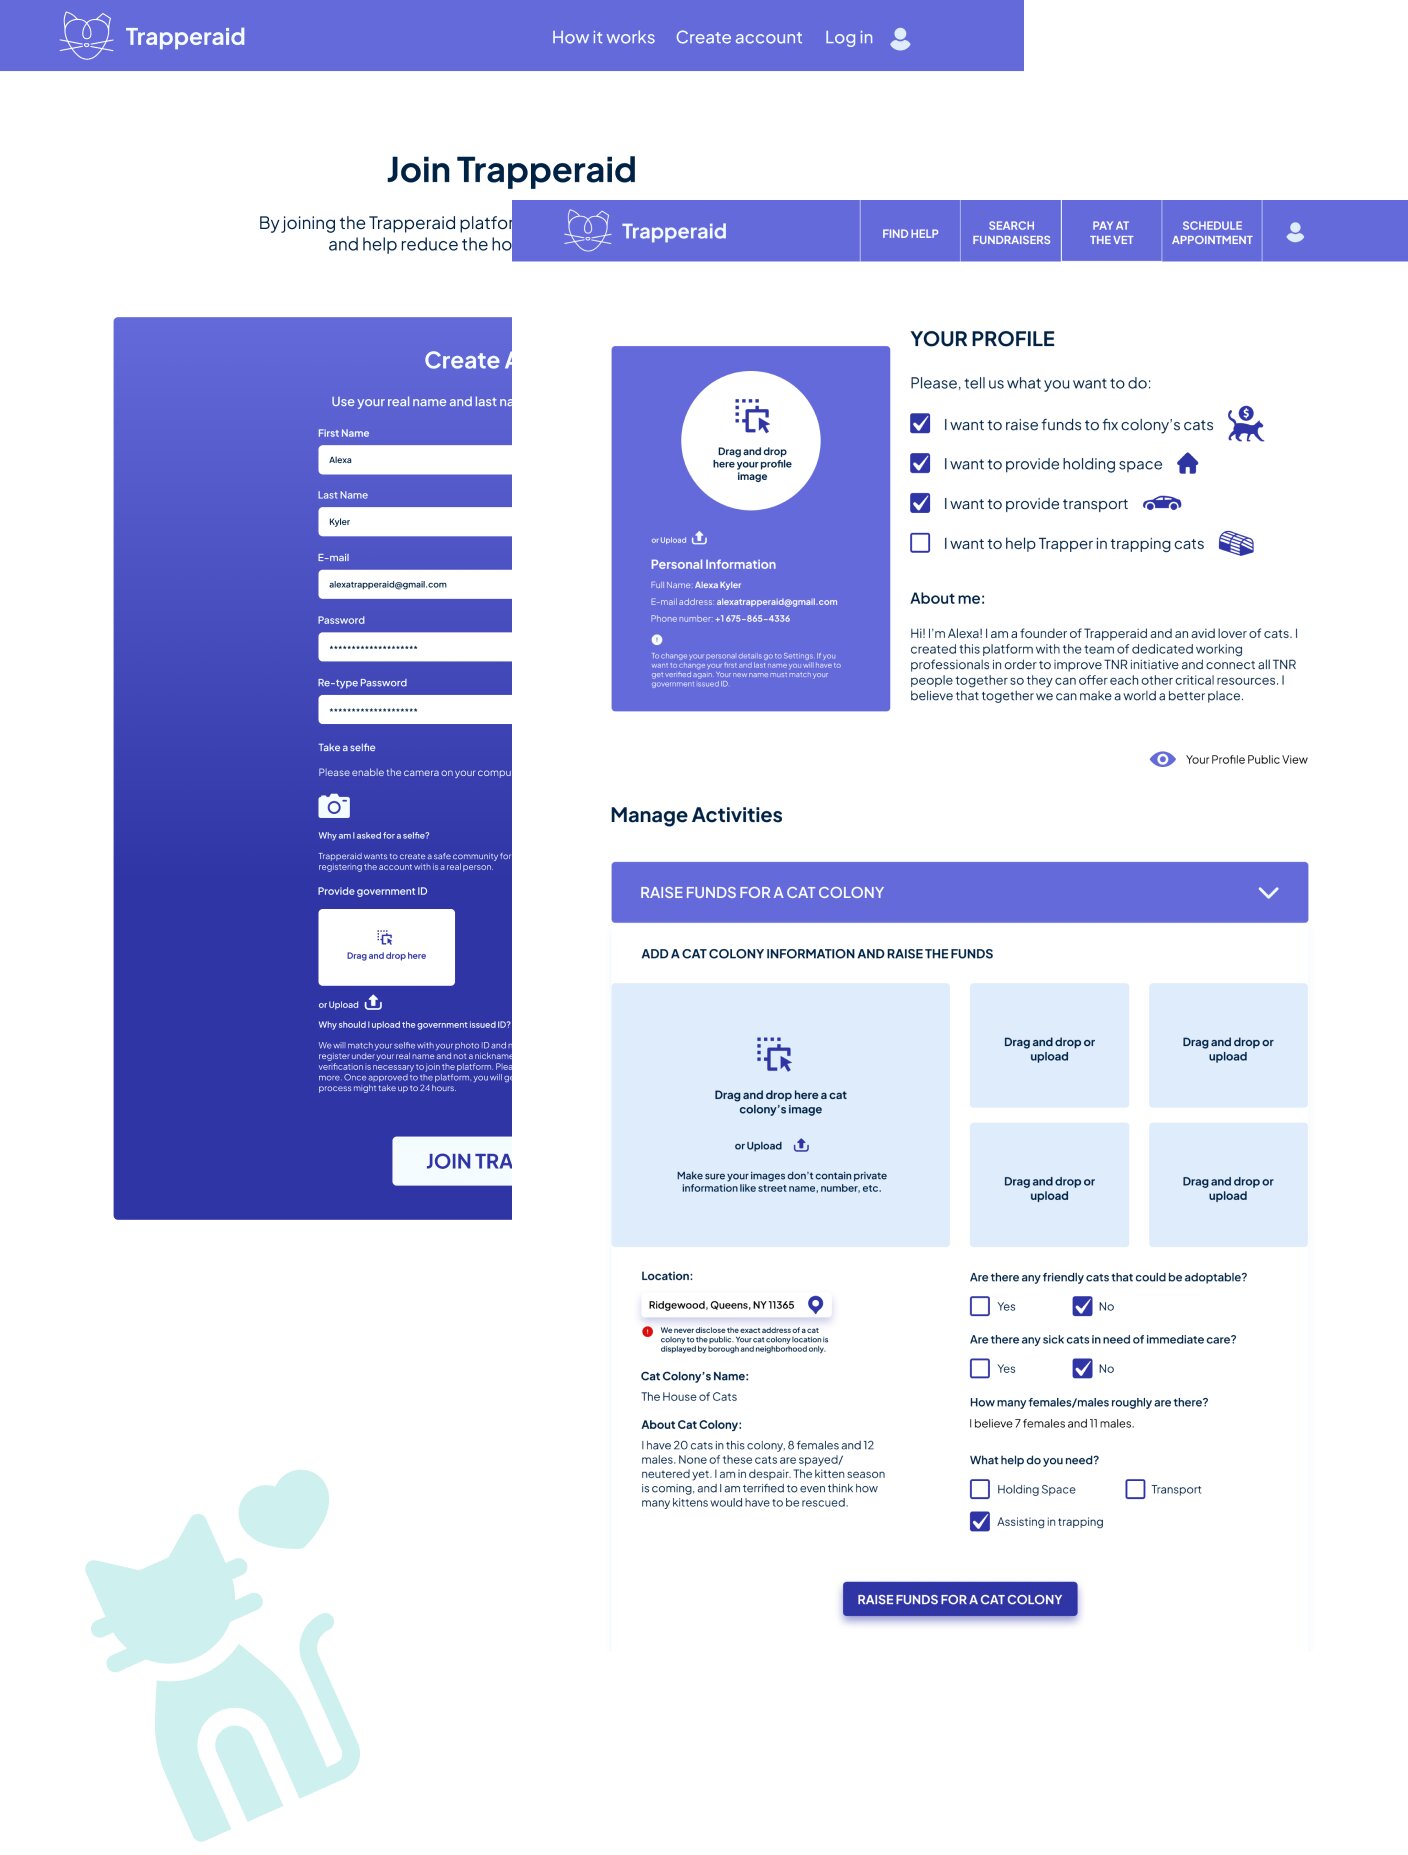 Trapperaid
How it works
Create account
Log in
Join Trapperaid
By joining the Trapperaid
and help reduce the
Create
Use your real name and last
First Name
Alexa
Last Name
Kyler
E-mail
alexatrapperaid@gmail.com
Password
********************
Re-type Password
********************
Take a selfie
Please enable the camera on your
Why am I asked for a selfie?
Trapperaid wants to create a safe community for
registering the account with is a real person.
Provide government ID
Drag and drop here
or Upload
Why should I upload the government issued ID?
We will match your selfie with your photo ID and
register under your real name and not a nickname
verification is necessary to join the platform.
more. Once approved to the platform, you will
process might take up to 24 hours.
JOIN
Trapperaid
FIND HELP
SEARCH
FUNDRAISERS
PAY AT
THE VET
SCHEDULE
APPOINTMENT
Drag and drop
here your profile
image
or Upload
Personal Information
Full Name: Alexa Kyler
E-mail address: alexatrapperaid@gmail.com
Phone number: +1 675-865-4336
To change your personal details go to Settings. If you
want to change your first and last name you will have to
get verified again. Your new name must match your
government issued ID.
YOUR PROFILE
Please, tell us what you want to do:
I want to raise funds to fix colony's cats
I want to provide holding space
I want to provide transport
I want to help Trapper in trapping cats
About me:
Hi! I'm Alexa! I am a founder of Trapperaid and an avid lover of cats. I
created this platform with the team of dedicated working
professionals in order to improve TNR initiative and connect all TNR
people together so they can offer each other critical resources. I
believe that together we can make a world a better place.
Your Profile Public View
Manage Activities
RAISE FUNDS FOR A CAT COLONY
ADD A CAT COLONY INFORMATION AND RAISE THE FUNDS
Drag and drop here a cat
colony's image
or Upload
Make sure your images don't contain private
information like street name, number, etc.
Drag and drop or
upload
Drag and drop or
upload
Drag and drop or
upload
Drag and drop or
upload
Location:
Ridgewood, Queens, NY 11365
We never disclose the exact address of a cat
colony to the public. Your cat colony location is
displayed by borough and neighborhood only.
Cat Colony's Name:
The House of Cats
About Cat Colony:
I have 20 cats in this colony, 8 females and 12
males. None of these cats are spayed/
neutered yet. I am in despair. The kitten season
is coming, and I am terrified to even think how
many kittens would have to be rescued.
Are there any friendly cats that could be adoptable?
Yes
No
Are there any sick cats in need of immediate care?
Yes
No
How many females/males roughly are there?
I believe 7 females and 11 males.
What help do you need?
Holding Space
Transport
Assisting in trapping
RAISE FUNDS FOR A CAT COLONY